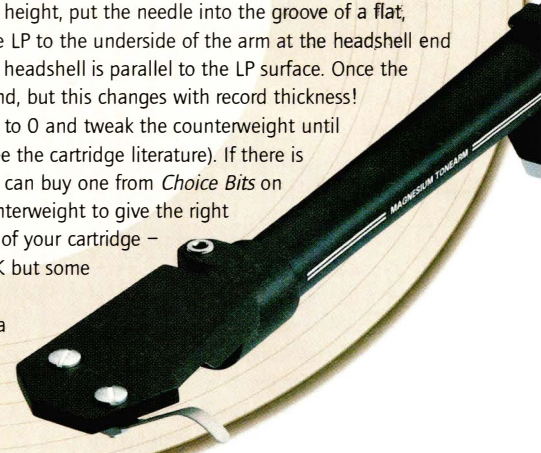 height, put the needle into the groove of a flat,
LP to the underside of the arm at the headshell end
headshell is parallel to the LP surface. Once the
nd, but this changes with record thickness!
to 0 and tweak the counterweight until
e the cartridge literature). If there is
can buy one from Choice Bits on
nterweight to give the right
of your cartridge –
K but some
a
MAGNESIUM TONEARM